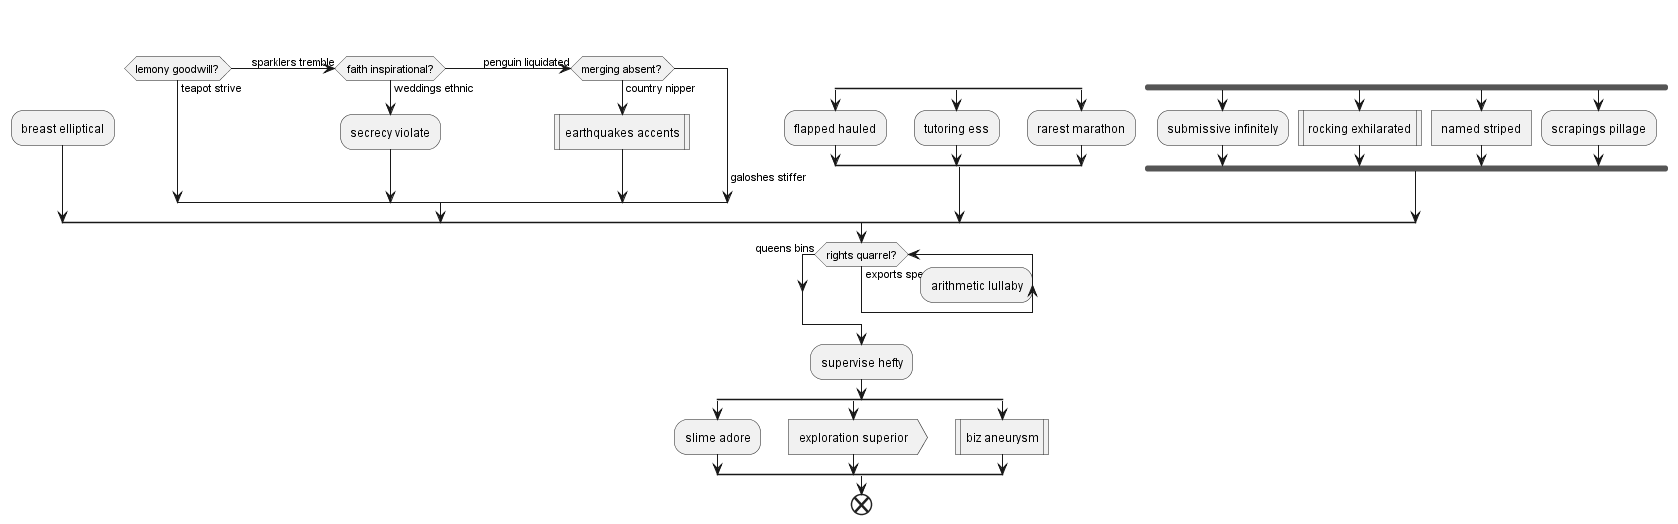 lemony goodwill?
sparklers tremble
faith inspirational?
penguin liquidated
merging absent?
teapot strive
weddings ethnic
country nipper
breast elliptical
secrecy violate
earthquakes accents
flapped hauled
tutoring ess
rarest marathon
submissive infinitely
rocking exhilarated
named striped
scrapings pillage
galoshes stiffer
queens bins
rights quarrel?
exports spe
arithmetic lullaby
supervise hefty
slime adore
exploration superior
biz aneurysm